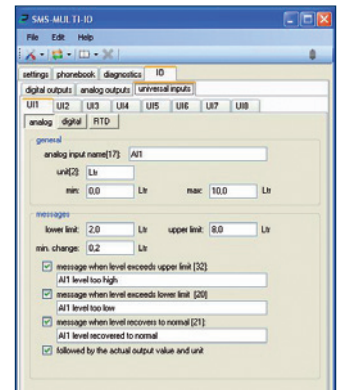 SMS-MULTI-IO
File Edit Help
settings phonebook diagnostics IO
digital outputs analog outputs universal inputs
UI1 UI2 UI3 UI4 UI5 UI6 UI7 UI8
analog digital RTD
general
analog input name[17]: AI1
unit[2]: Ltr
min: 0,0 Ltr max: 10,0 Ltr
messages
lower limit: 2,0 Ltr upper limit: 8,0 Ltr
min. change: 0,2 Ltr
message when level exceeds upper limit [32]:
AI1 level too high
message when level exceeds lower limit [20]:
AI1 level too low
message when level recovers to normal [21]:
AI1 level recovered to normal
followed by the actual output value and unit